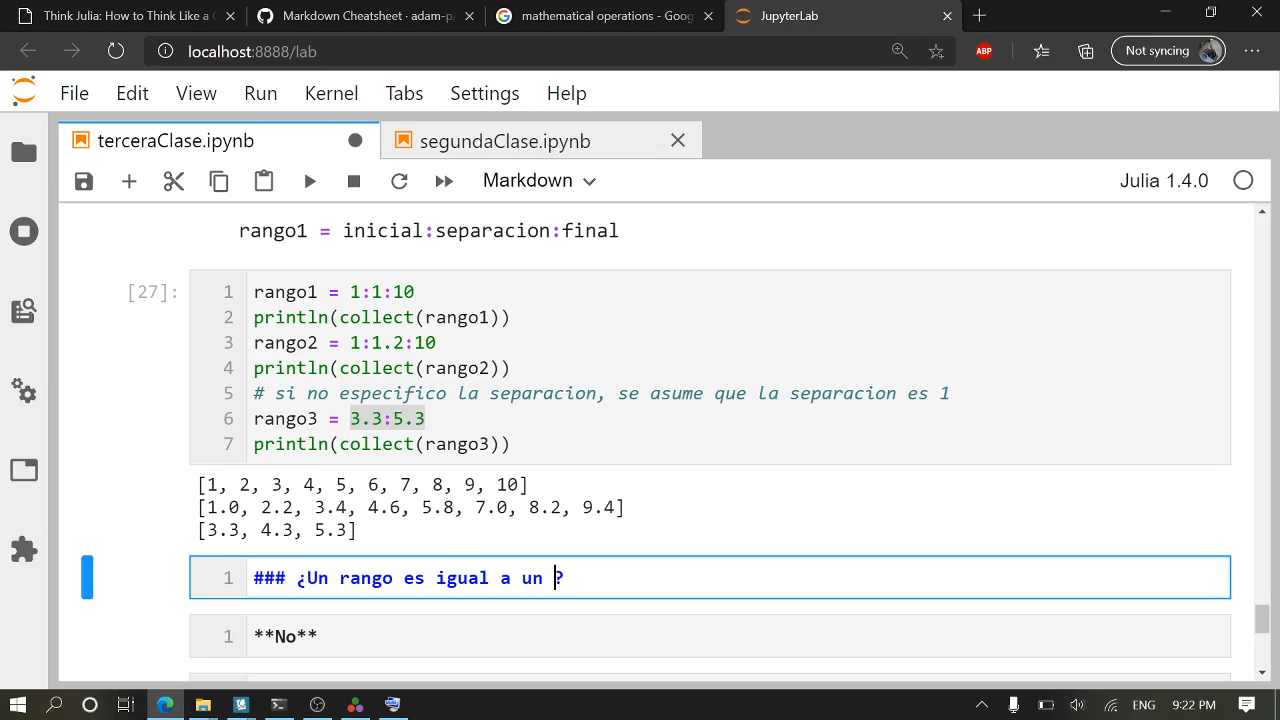 Think Julia: How to Think Like a C
Markdown Cheatsheet · adam-p/
mathematical operations - Goog
JupyterLab
localhost:8888/lab
ABP
Not syncing
File Edit View Run Kernel Tabs Settings Help
terceraClase.ipynb
segundaClase.ipynb
Markdown
Julia 1.4.0
rango1 = inicial:separacion:final
[27]:
1 rango1 = 1:1:10
2 println(collect(rango1))
3 rango2 = 1:1.2:10
4 println(collect(rango2))
5 # si no especifico la separacion, se asume que la separacion es 1
6 rango3 = 3.3:5.3
7 println(collect(rango3))
[1, 2, 3, 4, 5, 6, 7, 8, 9, 10]
[1.0, 2.2, 3.4, 4.6, 5.8, 7.0, 8.2, 9.4]
[3.3, 4.3, 5.3]
1 ### ¿Un rango es igual a un ?
1 **No**
ENG
9:22 PM